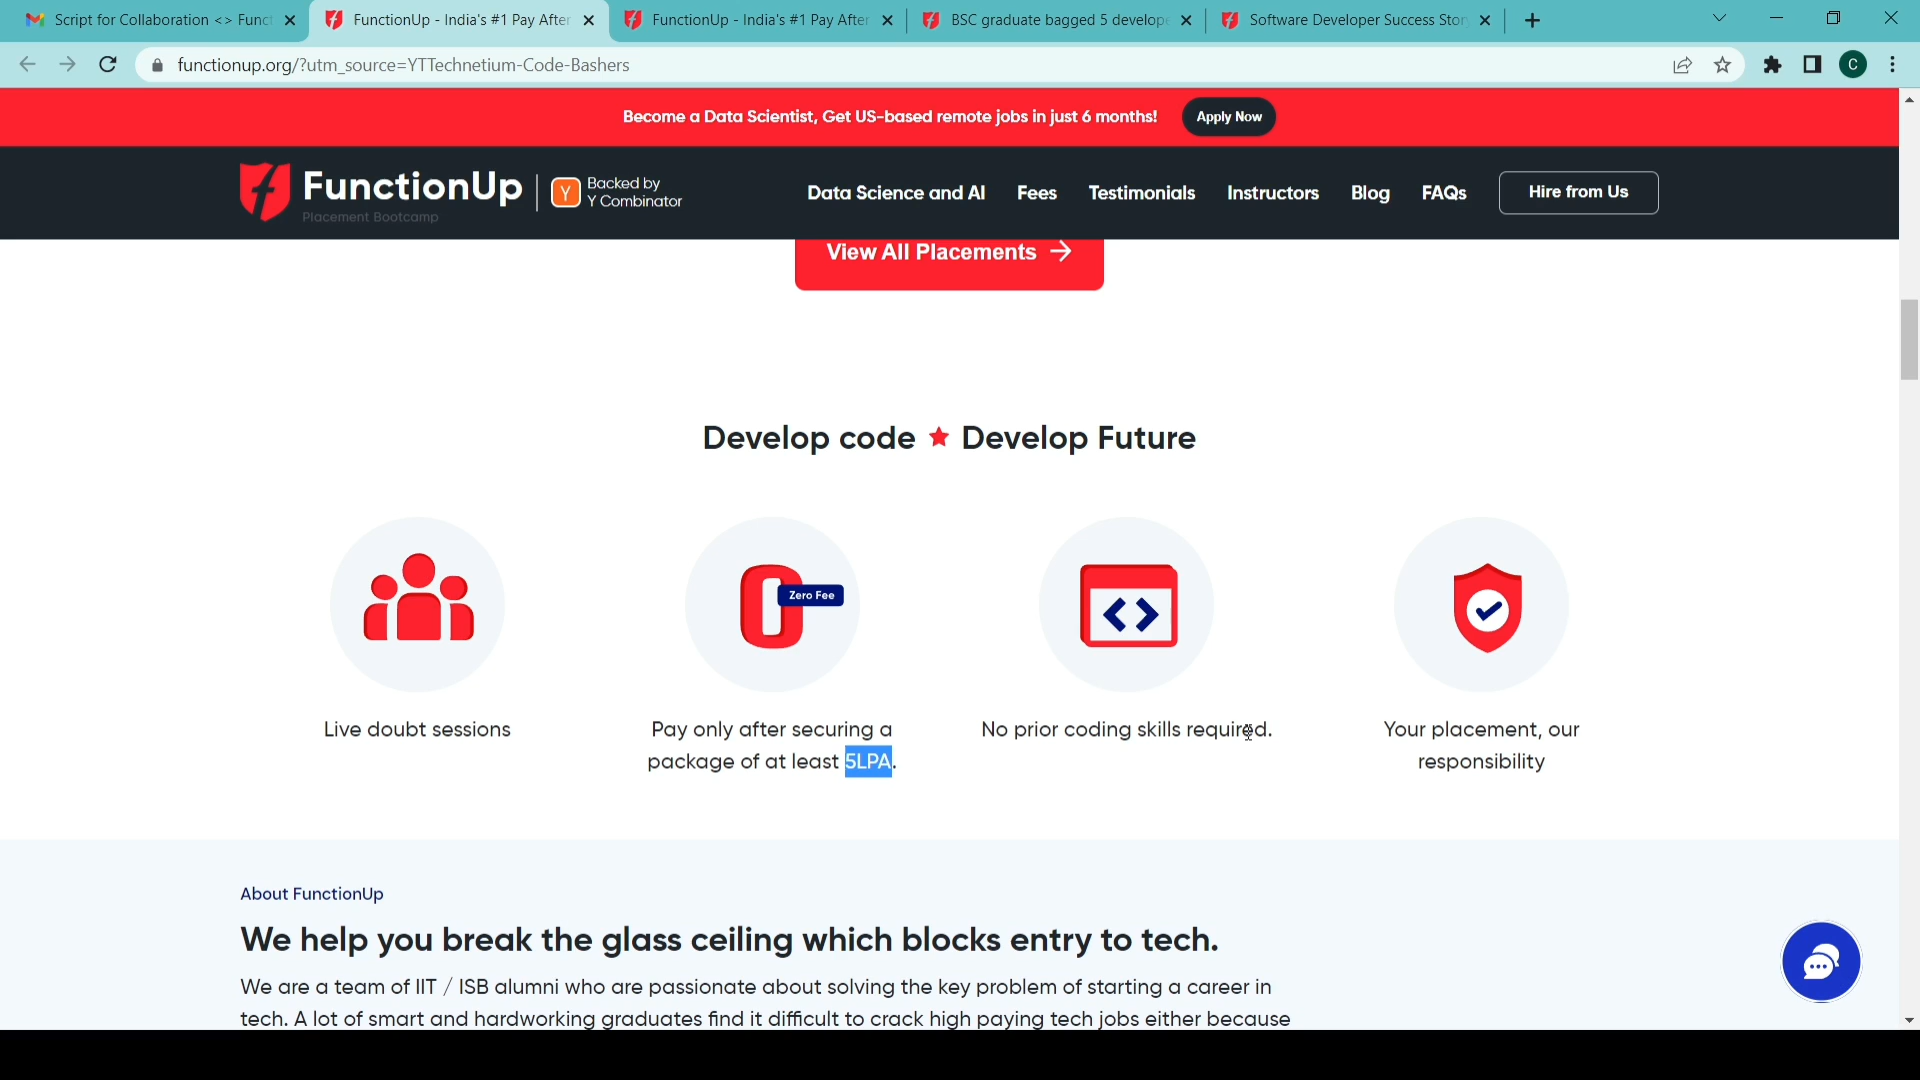 Script for Collaboration <> Funct
FunctionUp - India's #1 Pay After
FunctionUp - India's #1 Pay After
BSC graduate bagged 5 develope
Software Developer Success Stor
functionup.org/?utm_source=YTTechnetium-Code-Bashers
C
Become a Data Scientist, Get US-based remote jobs in just 6 months!
Apply Now
FunctionUp
Placement Bootcamp
Y
Backed by
Y Combinator
Data Science and AI
Fees
Testimonials
Instructors
Blog
FAQs
Hire from Us
View All Placements
Develop code ★ Develop Future
Zero Fee
Live doubt sessions
Pay only after securing a
package of at least 5LPA.
No prior coding skills required.
Your placement, our
responsibility
About FunctionUp
We help you break the glass ceiling which blocks entry to tech.
We are a team of IIT / ISB alumni who are passionate about solving the key problem of starting a career in
tech. A lot of smart and hardworking graduates find it difficult to crack high paying tech jobs either because